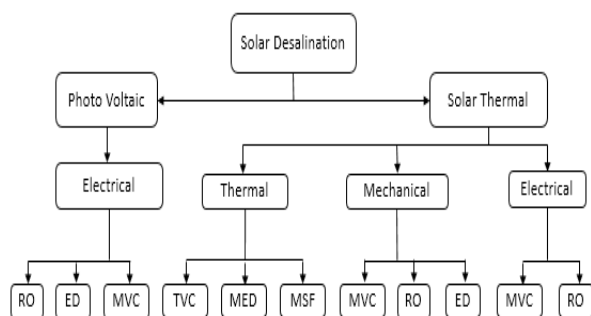 Solar Desalination
Photo Voltaic
Solar Thermal
Electrical
Thermal
Mechanical
Electrical
RO
ED
MVC
TVC
MED
MSF
MVC
RO
ED
MVC
RO